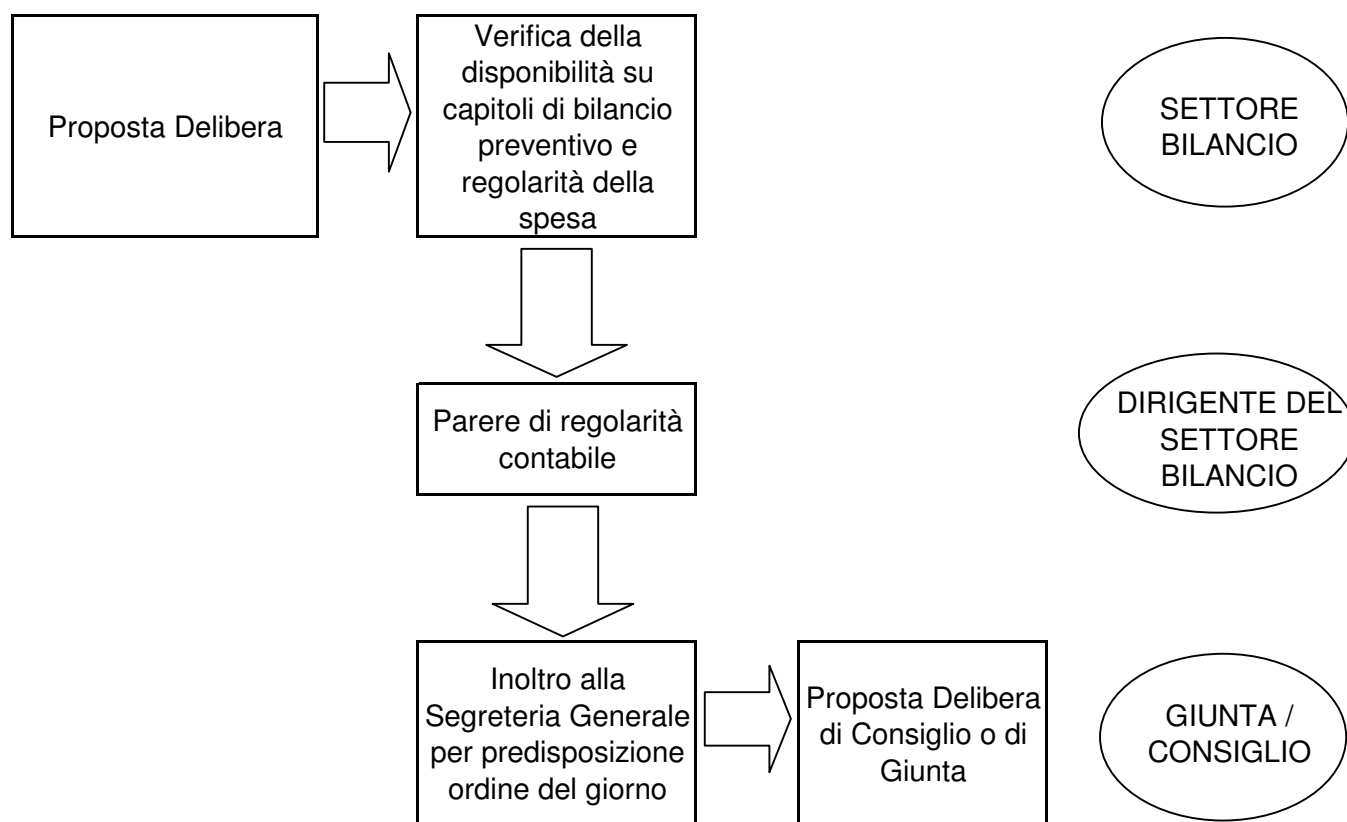 Proposta Delibera
Verifica della
disponibilità su
capitoli di bilancio
preventivo e
regolarità della
spesa
SETTORE
BILANCIO
Parere di regolarità
contabile
DIRIGENTE DEL
SETTORE
BILANCIO
Inoltro alla
Segreteria Generale
per predisposizione
ordine del giorno
Proposta Delibera
di Consiglio o di
Giunta
GIUNTA /
CONSIGLIO